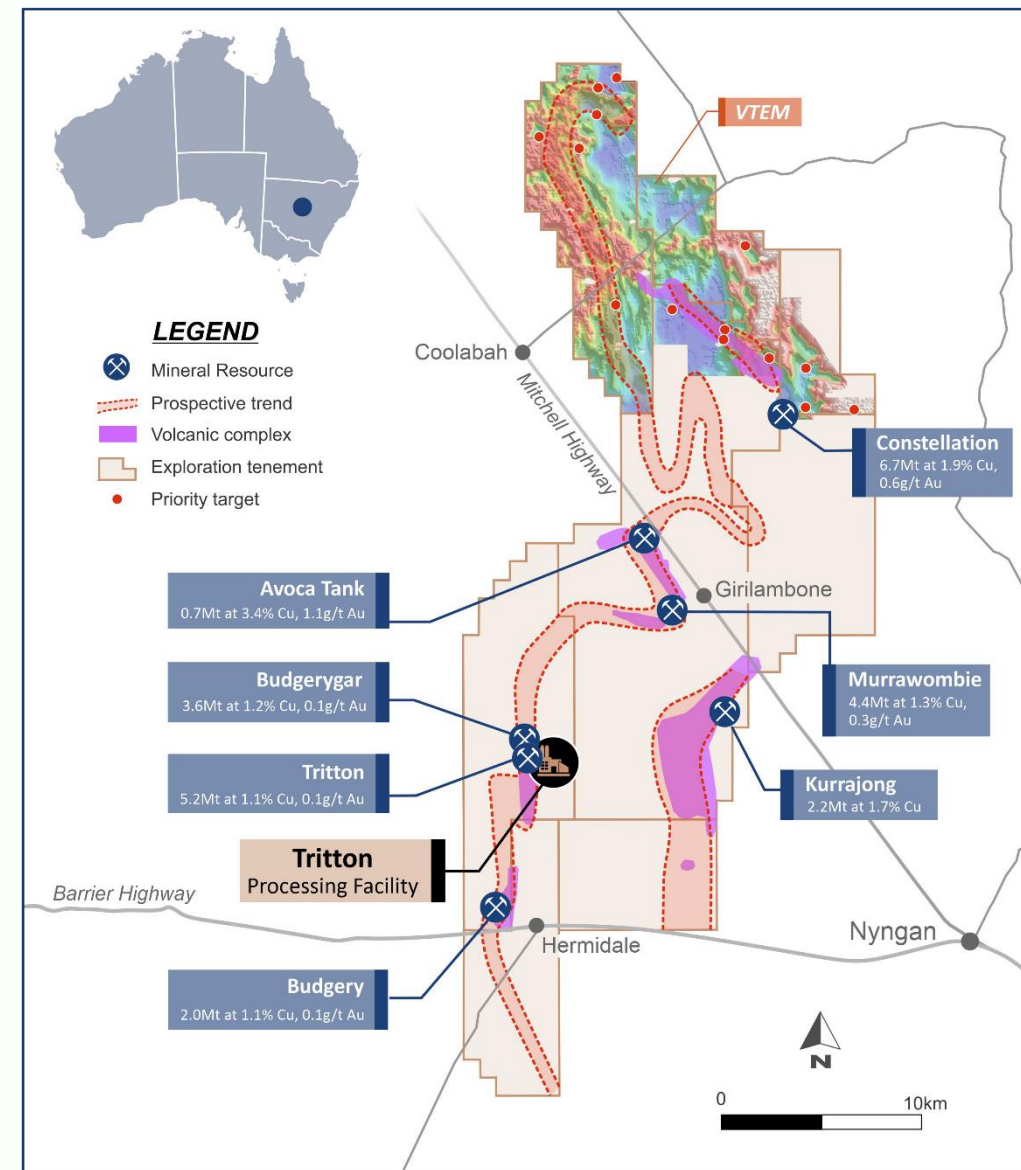 VTEM
LEGEND
Mineral Resource
Prospective trend
Volcanic complex
Exploration tenement
Priority target
Coolabah
Mitchell Highway
Constellation
6.7Mt at 1.9% Cu,
0.6g/t Au
Avoca Tank
0.7Mt at 3.4% Cu, 1.1g/t Au
Girilambone
Budgerygar
3.6Mt at 1.2% Cu, 0.1g/t Au
Murrawombie
4.4Mt at 1.3% Cu,
0.3g/t Au
Tritton
5.2Mt at 1.1% Cu, 0.1g/t Au
Kurrajong
2.2Mt at 1.7% Cu
Tritton
Processing Facility
Barrier Highway
Hermidale
Nyngan
Budgery
2.0Mt at 1.1% Cu, 0.1g/t Au
N
0 10km